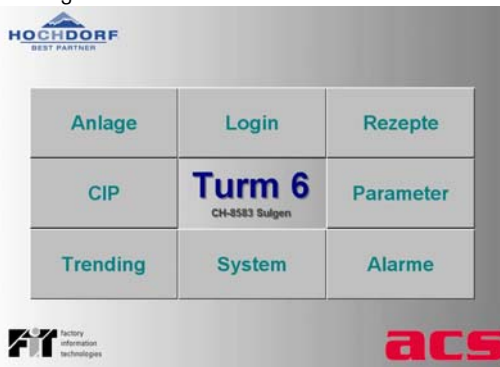 HOCHDORF
BEST PARTNER
Anlage Login Rezepte
CIP Turm 6 Parameter
CH-8583 Sulgen
Trending System Alarme
FiT factory
information
technologies
acs